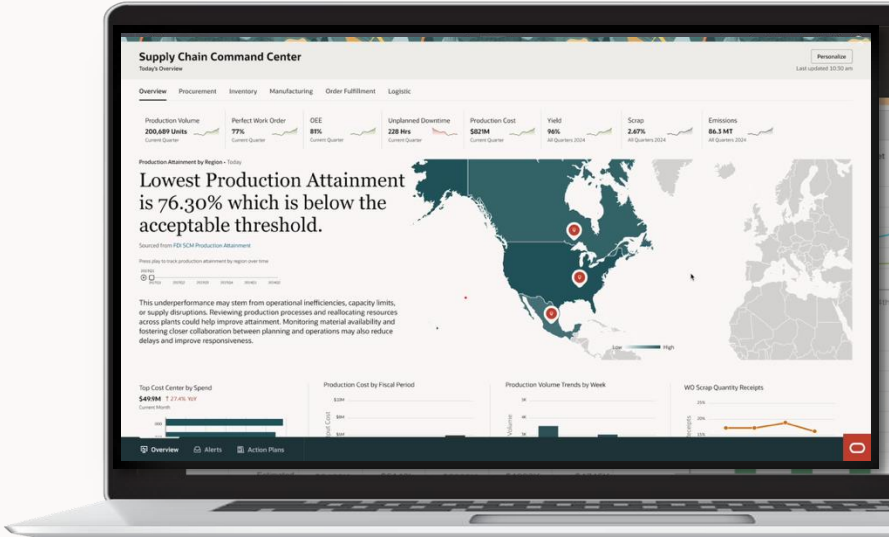 Supply Chain Command Center
Today's Overview
Personalize
Last updated 10:30 am
Overview Procurement Inventory Manufacturing Order Fulfillment Logistic
Production Volume
200,689 Units
Current Quarter
Perfect Work Order
77%
Current Quarter
OEE
81%
Current Quarter
Unplanned Downtime
228 Hrs
Current Quarter
Production Cost
$821M
Current Quarter
Yield
96%
All Quarters 2024
Scrap
2.67%
All Quarters 2024
Emissions
86.3 MT
All Quarters 2024
Production Attainment by Region • Today
Lowest Production Attainment
is 76.30% which is below the
acceptable threshold.
Sourced from FDI SCM Production Attainment
Press play to track production attainment by region over time
This underperformance may stem from operational inefficiencies, capacity limits,
or supply disruptions. Reviewing production processes and reallocating resources
across plants could help improve attainment. Monitoring material availability and
fostering closer collaboration between planning and operations may also reduce
delays and improve responsiveness.
Low High
Top Cost Center by Spend
$49.9M ↑ 27.4% YoY
Current Month
Production Cost by Fiscal Period
$10M
$8M
Production Volume Trends by Week
Volume
WO Scrap Quantity Receipts
25%
20%
15%
Receipts
Overview Alerts Action Plans